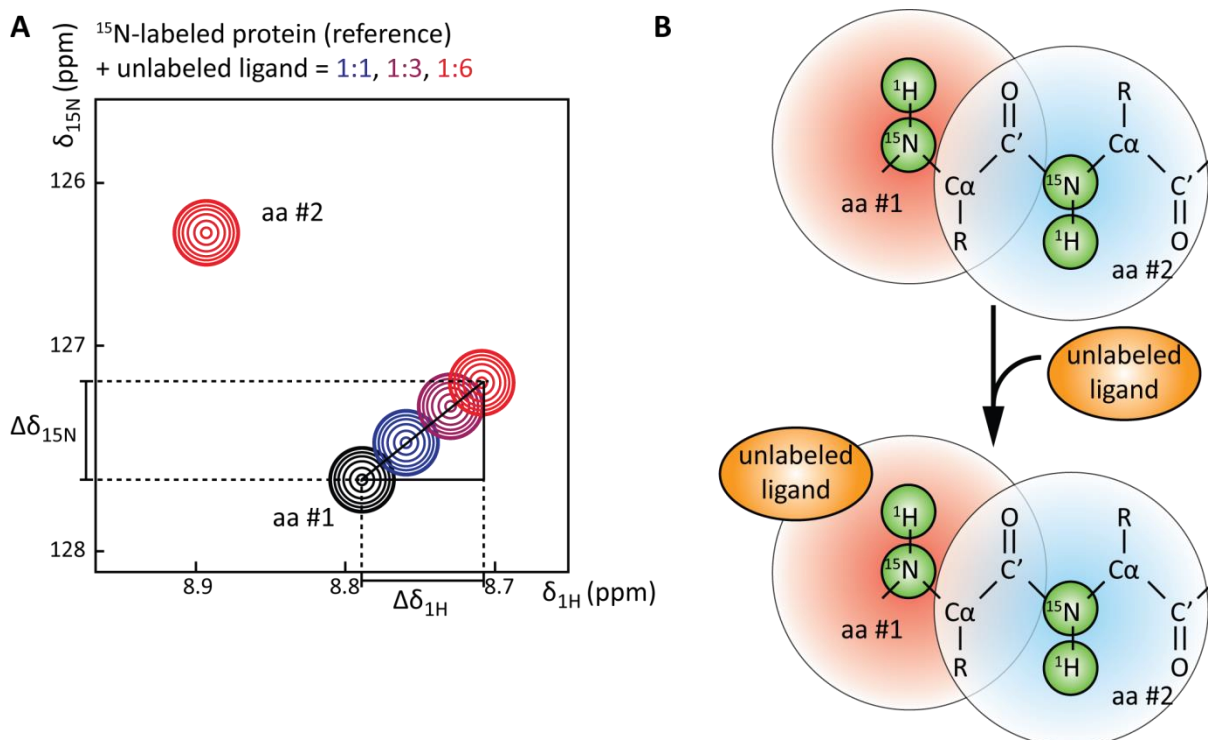 A
¹⁵N-labeled protein (reference)
+ unlabeled ligand = 1:1, 1:3, 1:6
δ15N (ppm)
126
127
128
aa #2
aa #1
Δδ15N
8.9
8.8
8.7
Δδ1H
δ1H (ppm)
B
¹H
¹⁵N
aa #1
Cα
R
O
C’
¹⁵N
¹H
R
Cα
C’
O
aa #2
unlabeled
ligand
unlabeled
ligand
¹H
¹⁵N
aa #1
Cα
R
O
C’
¹⁵N
¹H
R
Cα
C’
O
aa #2